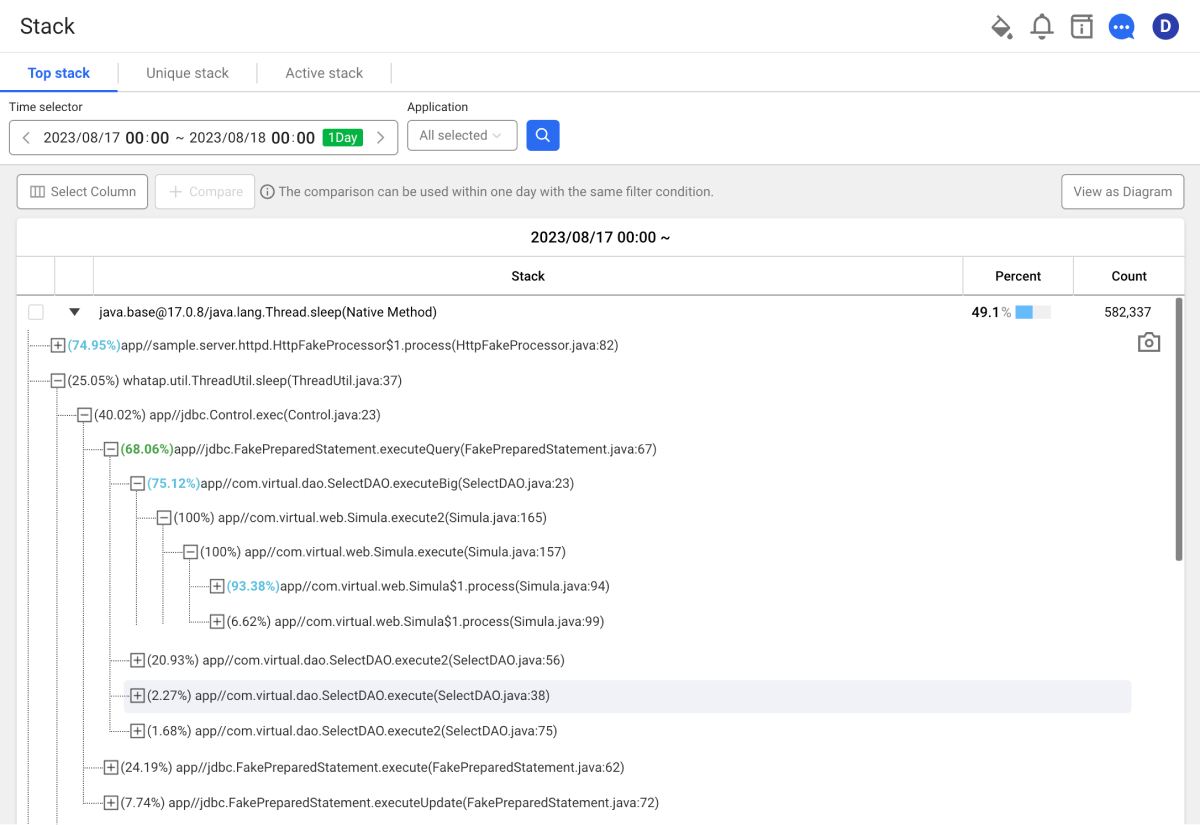 Stack
D
Top stack
Unique stack
Active stack
Time selector
Application
2023/08/17 00:00 ~ 2023/08/18 00:00 1Day
All selected
Select Column
Compare
The comparison can be used within one day with the same filter condition.
View as Diagram
2023/08/17 00:00 ~
Stack
Percent
Count
java.base@17.0.8/java.lang.Thread.sleep(Native Method)
49.1 %
582,337
(74.95%)app//sample.server.httpd.HttpFakeProcessor$1.process(HttpFakeProcessor.java:82)
(25.05%) whatap.util.ThreadUtil.sleep(ThreadUtil.java:37)
(40.02%) app//jdbc.Control.exec(Control.java:23)
(68.06%)app//jdbc.FakePreparedStatement.executeQuery(FakePreparedStatement.java:67)
(75.12%)app//com.virtual.dao.SelectDAO.executeBig(SelectDAO.java:23)
(100%) app//com.virtual.web.Simula.execute2(Simula.java:165)
(100%) app//com.virtual.web.Simula.execute(Simula.java:157)
(93.38%)app//com.virtual.web.Simula$1.process(Simula.java:94)
(6.62%) app//com.virtual.web.Simula$1.process(Simula.java:99)
(20.93%) app//com.virtual.dao.SelectDAO.execute2(SelectDAO.java:56)
(2.27%) app//com.virtual.dao.SelectDAO.execute(SelectDAO.java:38)
(1.68%) app//com.virtual.dao.SelectDAO.execute2(SelectDAO.java:75)
(24.19%) app//jdbc.FakePreparedStatement.execute(FakePreparedStatement.java:62)
(7.74%) app//jdbc.FakePreparedStatement.executeUpdate(FakePreparedStatement.java:72)